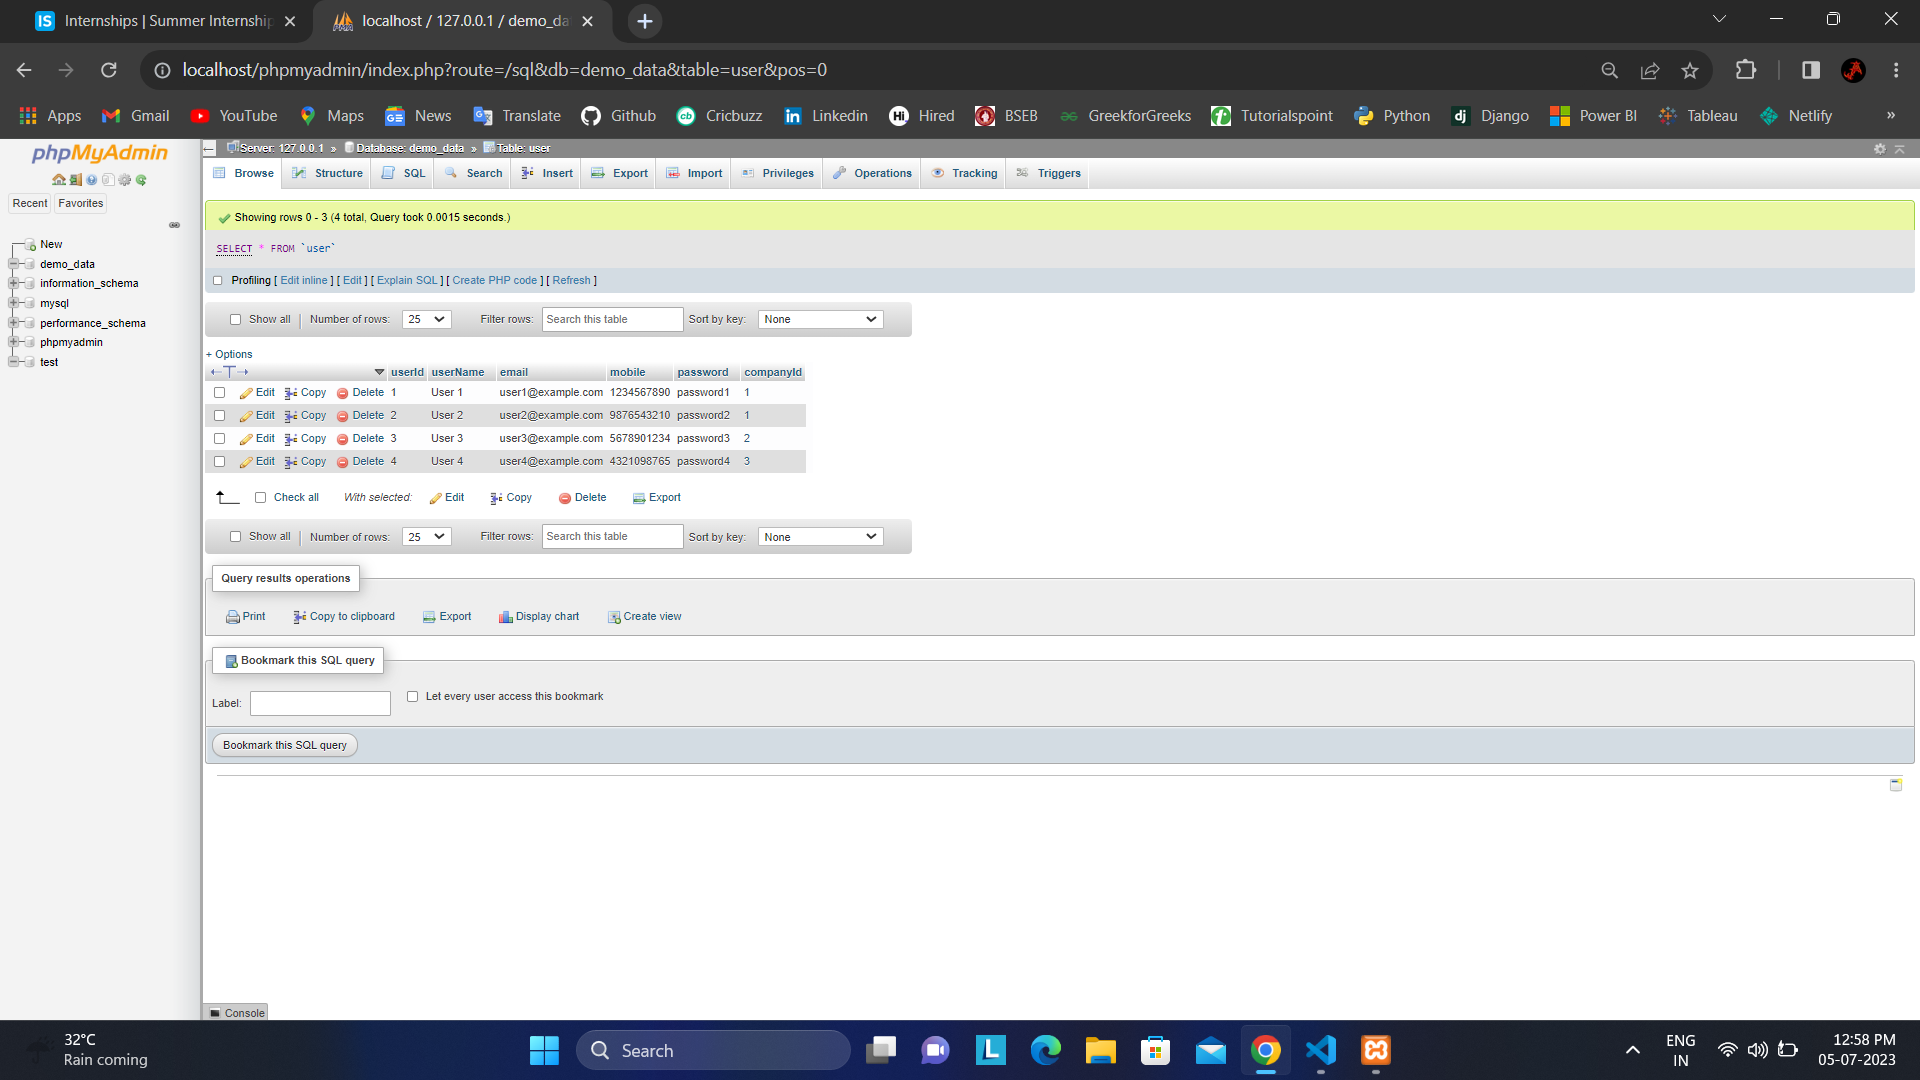 Internships | Summer Internship
localhost / 127.0.0.1 / demo_da
localhost/phpmyadmin/index.php?route=/sql&db=demo_data&table=user&pos=0
Apps Gmail YouTube Maps News Translate Github Cricbuzz Linkedin Hired BSEB GreekforGreeks Tutorialspoint Python Django Power BI Tableau Netlify »
phpMyAdmin
Recent Favorites
New
demo_data
information_schema
mysql
performance_schema
phpmyadmin
test
Server: 127.0.0.1 » Database: demo_data » Table: user
Browse Structure SQL Search Insert Export Import Privileges Operations Tracking Triggers
Showing rows 0 - 3 (4 total, Query took 0.0015 seconds.)
SELECT * FROM `user`
Profiling [ Edit inline ] [ Edit ] [ Explain SQL ] [ Create PHP code ] [ Refresh ]
Show all | Number of rows: 25 Filter rows: Search this table Sort by key: None
+ Options
←T→ userId userName email mobile password companyId
Edit Copy Delete 1 User 1 user1@example.com 1234567890 password1 1
Edit Copy Delete 2 User 2 user2@example.com 9876543210 password2 1
Edit Copy Delete 3 User 3 user3@example.com 5678901234 password3 2
Edit Copy Delete 4 User 4 user4@example.com 4321098765 password4 3
Check all With selected: Edit Copy Delete Export
Show all | Number of rows: 25 Filter rows: Search this table Sort by key: None
Query results operations
Print Copy to clipboard Export Display chart Create view
Bookmark this SQL query
Label: Let every user access this bookmark
Bookmark this SQL query
Console
32°C
Rain coming
Search
ENG
IN
12:58 PM
05-07-2023